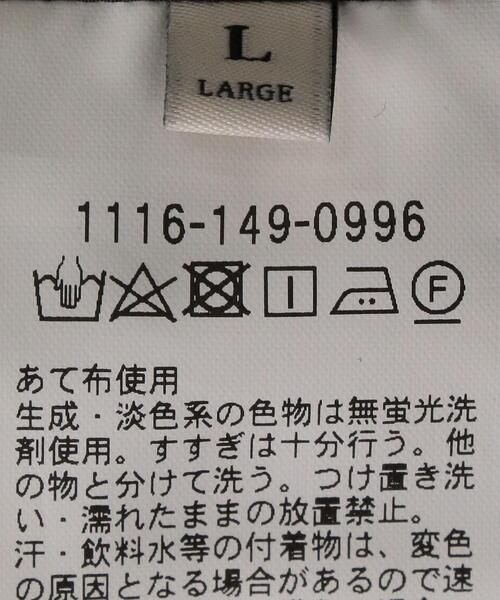 L
LARGE
1116-149-0996
F
あて布使用
生成・淡色系の色物は無蛍光洗
剤使用。すすぎは十分行う。他
の物と分けて洗う。つけ置き洗
い・濡れたままの放置禁止。
汗・飲料水等の付着物は、変色
の原因となる場合があるので速